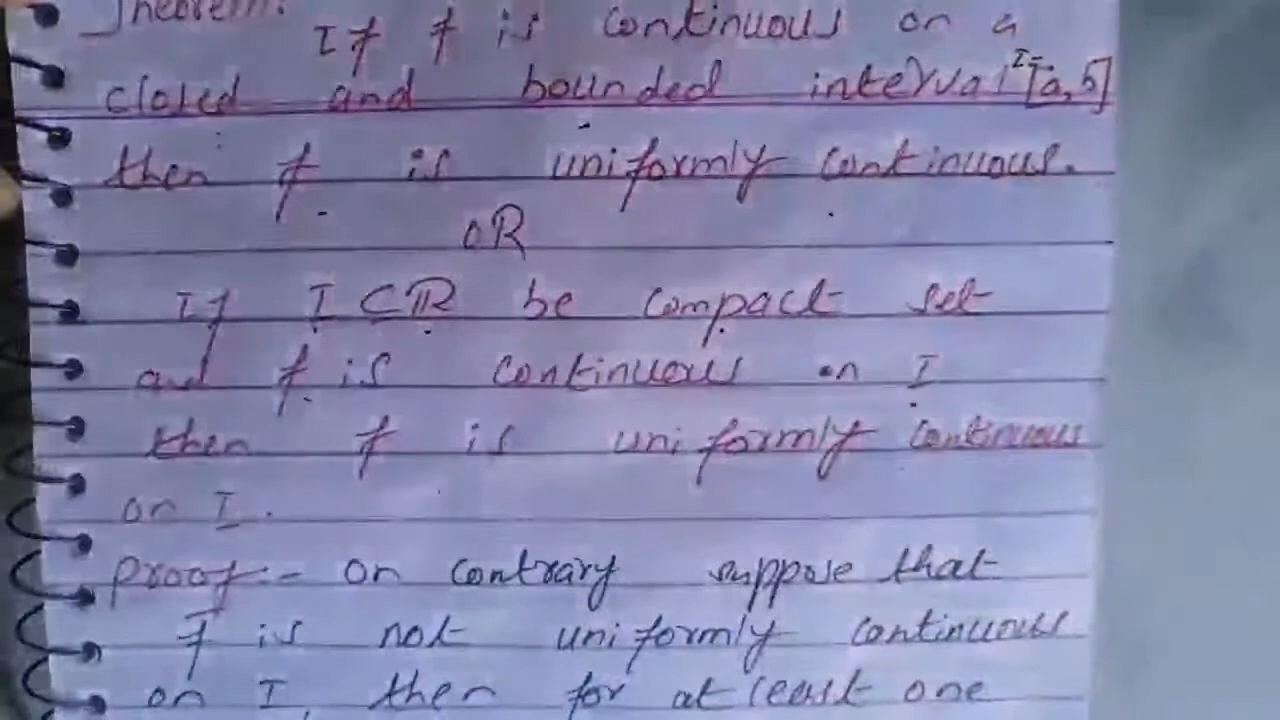 Theorem:
If f is continuous on a
closed and bounded interval I=[a,b]
then f is uniformly continuous.
OR
If I ⊂ ℝ be compact set
and f is continuous on I
then f is uniformly continuous
on I.
Proof:- on contrary suppose that
f is not uniformly continuous
on I, then for at least one